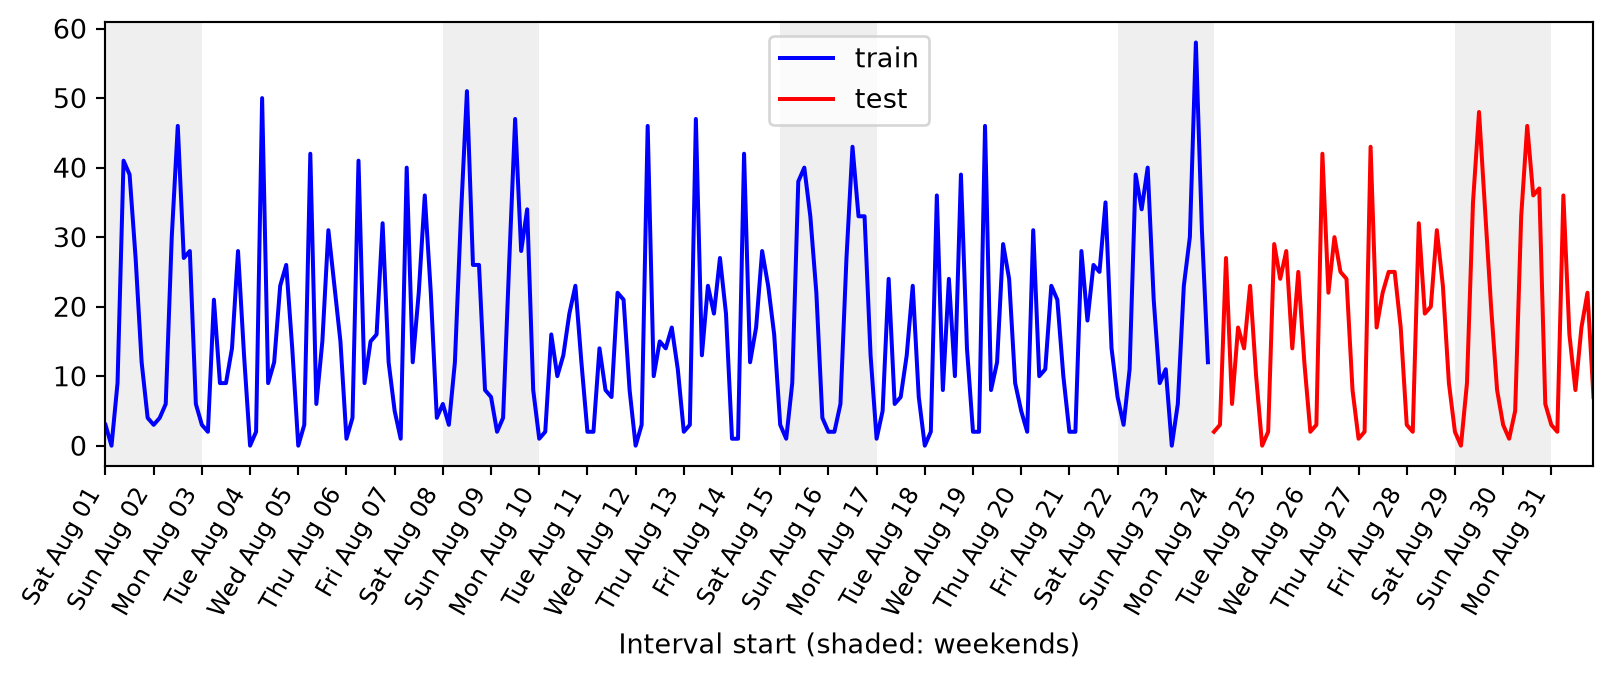 60
50
40
30
20
10
0
train
test
Sat Aug 01
Sun Aug 02
Mon Aug 03
Tue Aug 04
Wed Aug 05
Thu Aug 06
Fri Aug 07
Sat Aug 08
Sun Aug 09
Mon Aug 10
Tue Aug 11
Wed Aug 12
Thu Aug 13
Fri Aug 14
Sat Aug 15
Sun Aug 16
Mon Aug 17
Tue Aug 18
Wed Aug 19
Thu Aug 20
Fri Aug 21
Sat Aug 22
Sun Aug 23
Mon Aug 24
Tue Aug 25
Wed Aug 26
Thu Aug 27
Fri Aug 28
Sat Aug 29
Sun Aug 30
Mon Aug 31
Interval start (shaded: weekends)